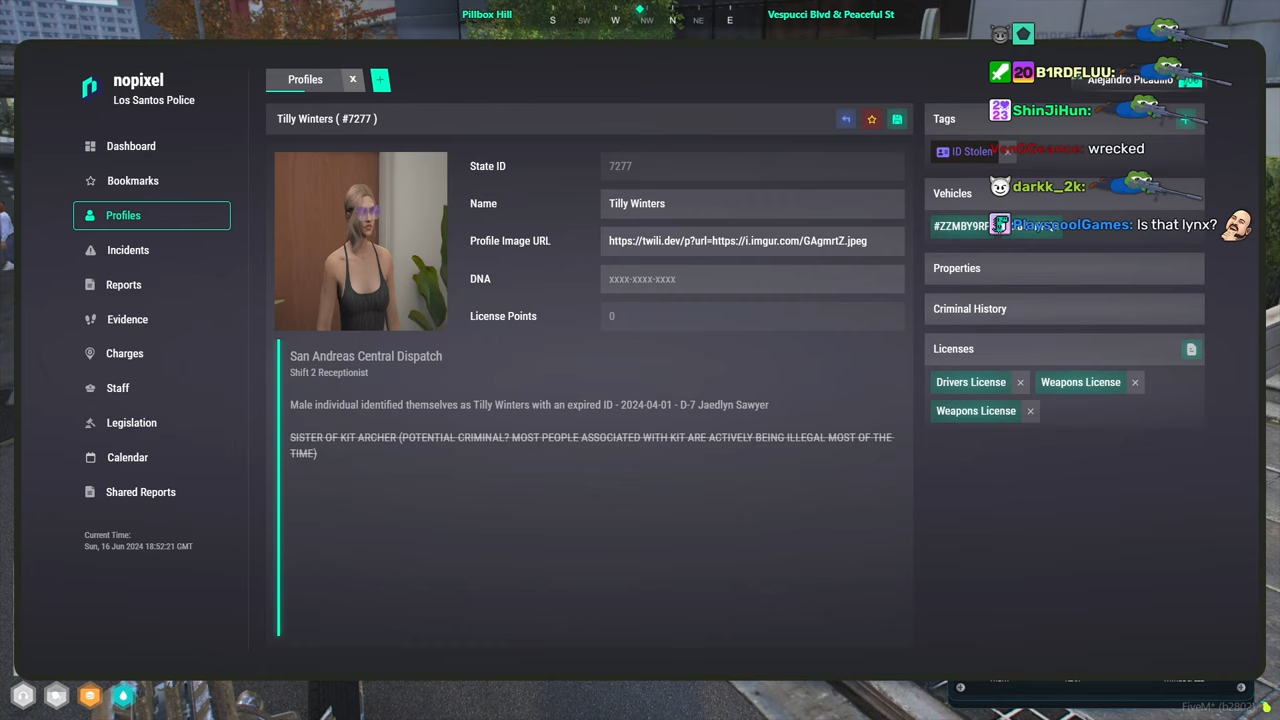 Pillbox Hill
S SW W NW N NE E
Vespucci Blvd & Peaceful St
nopixel
Los Santos Police
Dashboard
Bookmarks
Profiles
Incidents
Reports
Evidence
Charges
Staff
Legislation
Calendar
Shared Reports
Current Time:
Sun, 16 Jun 2024 18:52:21 GMT
Profiles x +
Tilly Winters ( #7277 )
State ID 7277
Name Tilly Winters
Profile Image URL https://twili.dev/p?url=https://i.imgur.com/GAgmrtZ.jpeg
DNA xxxx-xxxx-xxxx
License Points 0
San Andreas Central Dispatch
Shift 2 Receptionist
Male individual identified themselves as Tilly Winters with an expired ID - 2024-04-01 - D-7 Jaedlyn Sawyer
SISTER OF KIT ARCHER (POTENTIAL CRIMINAL? MOST PEOPLE ASSOCIATED WITH KIT ARE ACTIVELY BEING ILLEGAL MOST OF THE
TIME)
Alejandro Picadillo
Tags
ID Stolen
Vehicles
Properties
Criminal History
Licenses
Drivers License × Weapons License ×
Weapons License ×
20 B1RDFLUU:
2 23 ShinJiHun:
wrecked
darkk_2k:
PlayscoolGames: Is that lynx?